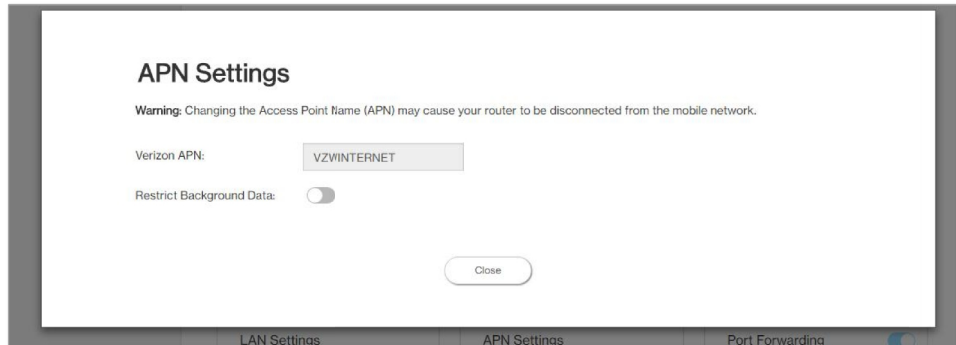 APN Settings
Warning: Changing the Access Point Name (APN) may cause your router to be disconnected from the mobile network.
Verizon APN: VZWINTERNET
Restrict Background Data:
Close
LAN Settings APN Settings Port Forwarding